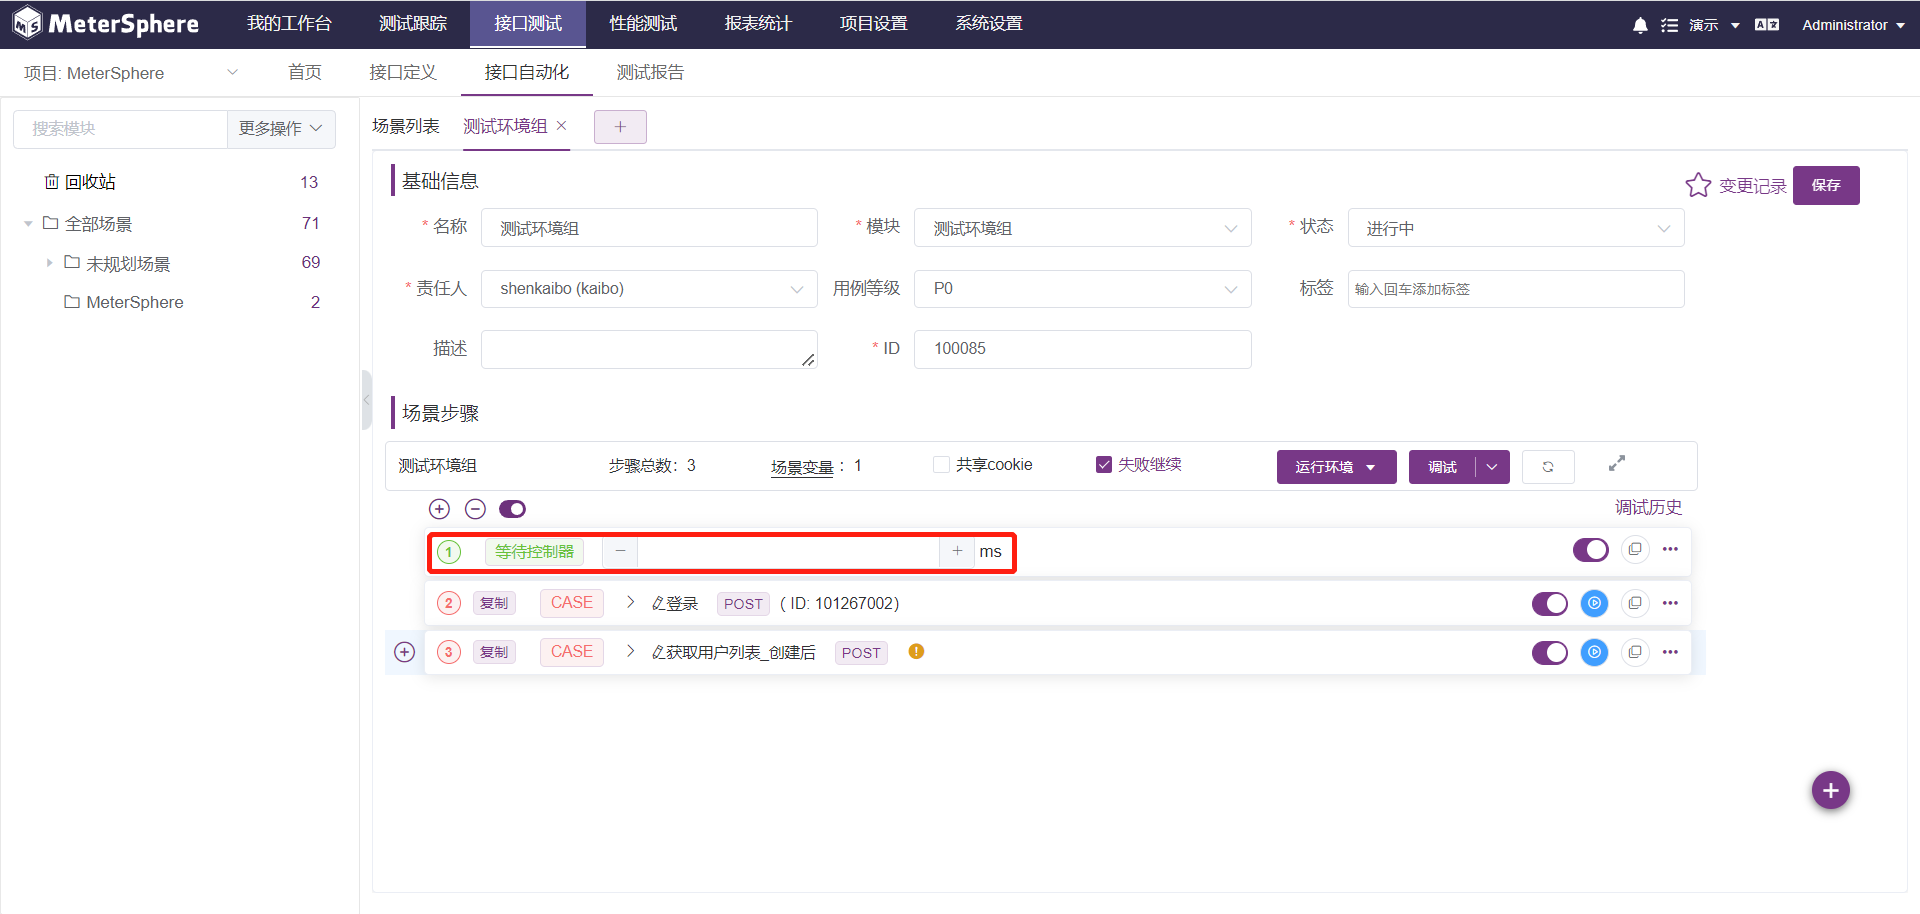 MeterSphere 我的工作台 测试跟踪 接口测试 性能测试 报表统计 项目设置 系统设置 演示 Administrator
项目: MeterSphere 首页 接口定义 接口自动化 测试报告
搜索模块 更多操作
回收站 13
全部场景 71
未规划场景 69
MeterSphere 2
场景列表 测试环境组
基础信息 变更记录 保存
* 名称 测试环境组 * 模块 测试环境组 * 状态 进行中
* 责任人 shenkaibo (kaibo) 用例等级 P0 标签 输入回车添加标签
描述 * ID 100085
场景步骤
测试环境组 步骤总数: 3 场景变量 : 1 共享cookie 失败继续 运行环境 调试
调试历史
1 等待控制器 − + ms
2 复制 CASE 登录 POST ( ID: 101267002)
3 复制 CASE 获取用户列表_创建后 POST